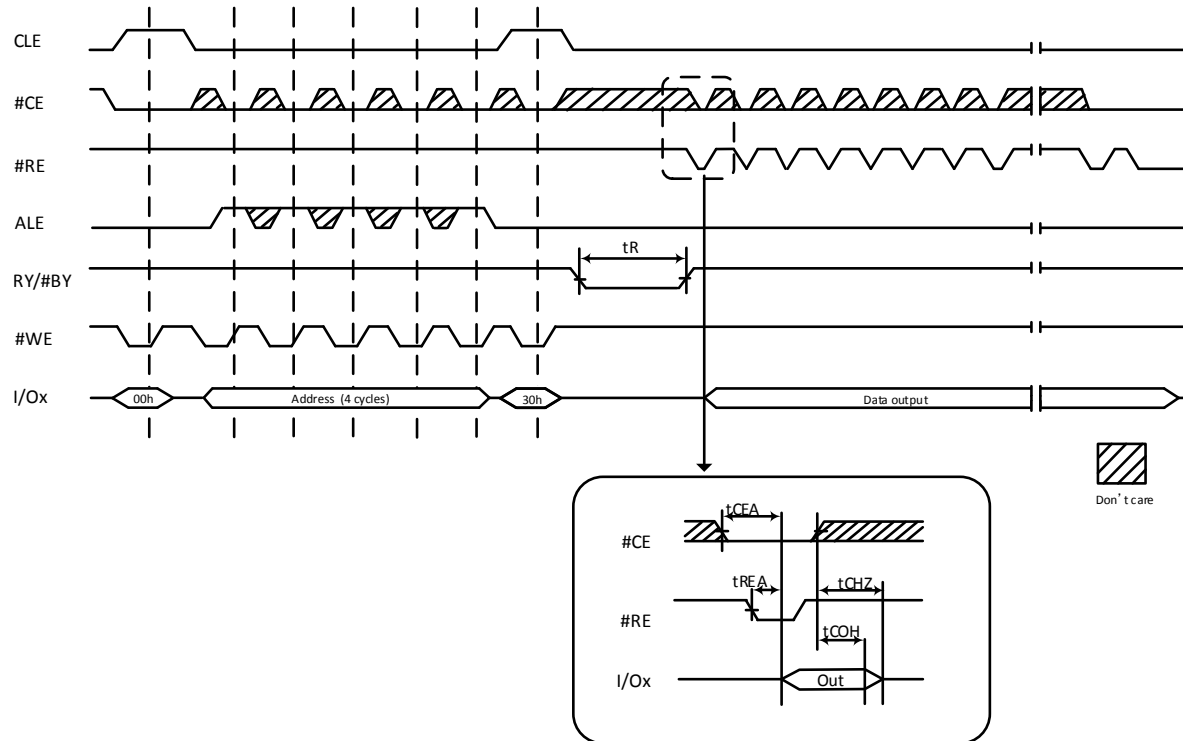 CLE
#CE
#RE
ALE
tR
RY/#BY
#WE
I/Ox
00h
Address (4 cycles)
30h
Data output
Don't care
tCEA
#CE
tREA
tCHZ
#RE
tCOH
I/Ox
Out